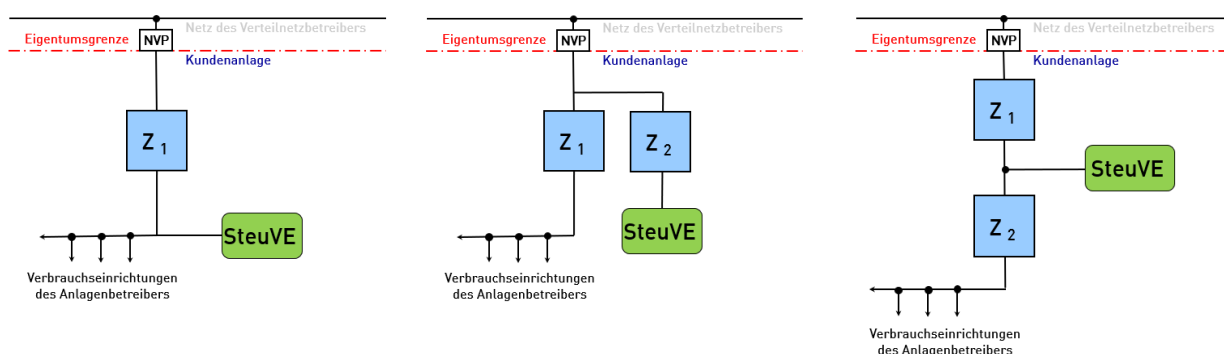 Netz des Verteilnetzbetreibers
Eigentumsgrenze
NVP
Kundenanlage
Z 1
SteuVE
Verbrauchseinrichtungen
des Anlagenbetreibers
Netz des Verteilnetzbetreibers
Eigentumsgrenze
NVP
Kundenanlage
Z 1
Z 2
SteuVE
Verbrauchseinrichtungen
des Anlagenbetreibers
Netz des Verteilnetzbetreibers
Eigentumsgrenze
NVP
Kundenanlage
Z 1
SteuVE
Z 2
Verbrauchseinrichtungen
des Anlagenbetreibers